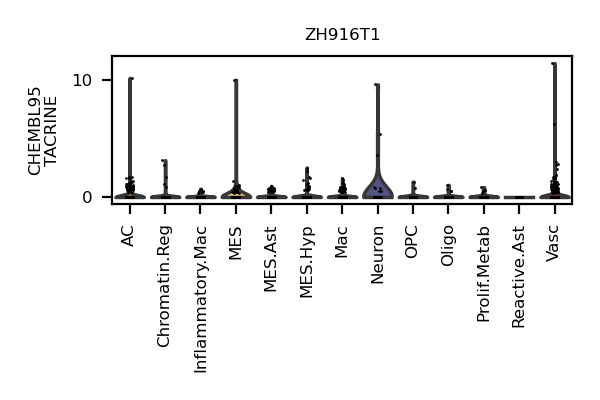 ZH916T1
CHEMBL95
TACRINE
10
0
AC
Chromatin.Reg
Inflammatory.Mac
MES
MES.Ast
MES.Hyp
Mac
Neuron
OPC
Oligo
Prolif.Metab
Reactive.Ast
Vasc